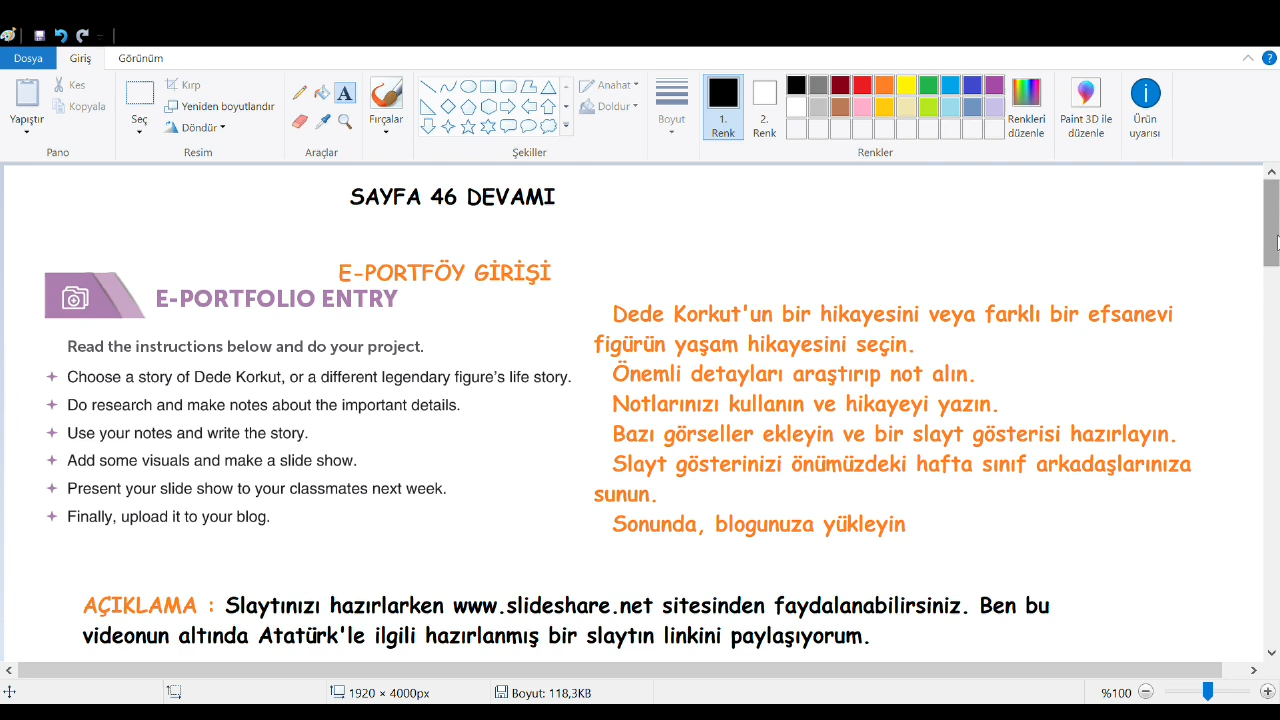 Dosya
Giriş
Görünüm
Yapıştır
Kes
Kopyala
Pano
Seç
Kırp
Yeniden boyutlandır
Döndür
Resim
A
Araçlar
Fırçalar
Şekiller
Anahat
Doldur
Boyut
1.
Renk
2.
Renk
Renkler
Renkleri
düzenle
Paint 3D ile
düzenle
Ürün
uyarısı
SAYFA 46 DEVAMI
E-PORTFÖY GİRİŞİ
E-PORTFOLIO ENTRY
Read the instructions below and do your project.
Choose a story of Dede Korkut, or a different legendary figure's life story.
Do research and make notes about the important details.
Use your notes and write the story.
Add some visuals and make a slide show.
Present your slide show to your classmates next week.
Finally, upload it to your blog.
Dede Korkut'un bir hikayesini veya farklı bir efsanevi
figürün yaşam hikayesini seçin.
Önemli detayları araştırıp not alın.
Notlarınızı kullanın ve hikayeyi yazın.
Bazı görseller ekleyin ve bir slayt gösterisi hazırlayın.
Slayt gösterinizi önümüzdeki hafta sınıf arkadaşlarınıza
sunun.
Sonunda, blogunuza yükleyin
AÇIKLAMA : Slaytınızı hazırlarken www.slideshare.net sitesinden faydalanabilirsiniz. Ben bu
videonun altında Atatürk'le ilgili hazırlanmış bir slaytın linkini paylaşıyorum.
1920 × 4000px
Boyut: 118,3KB
%100